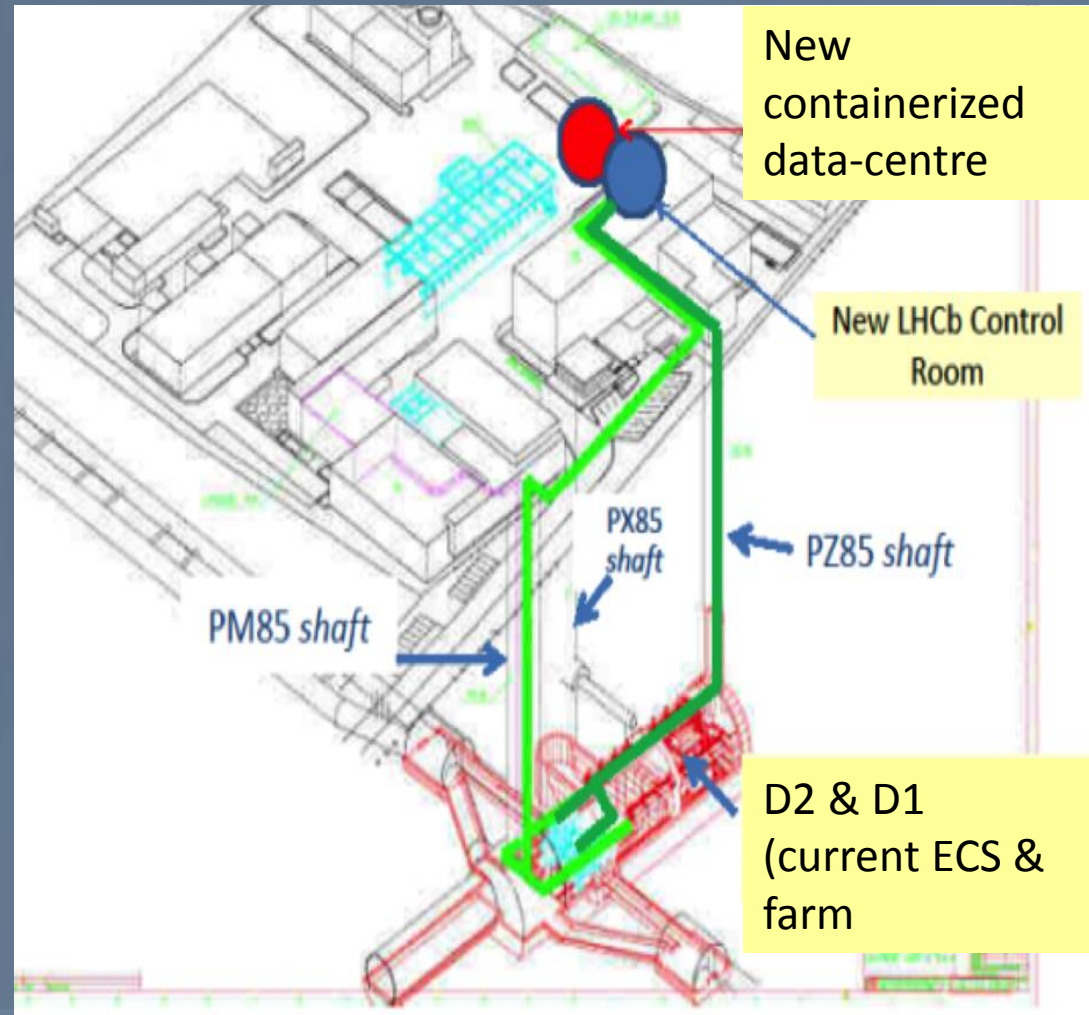 New
containerized
data-centre
New LHCb Control
Room
PX85
shaft
PZ85 shaft
PM85 shaft
D2 & D1
(current ECS &
farm